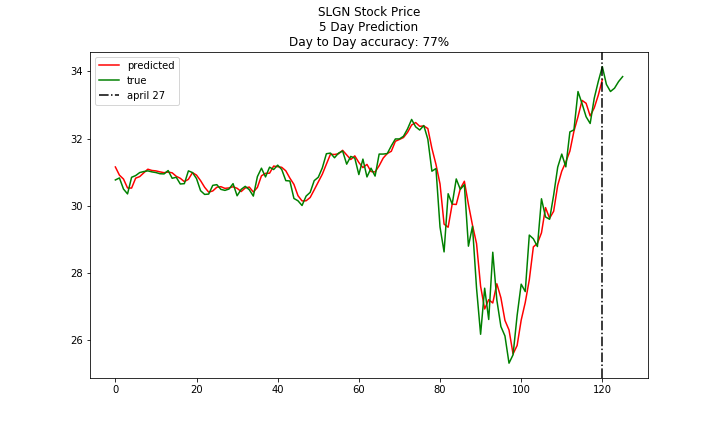 SLGN Stock Price
5 Day Prediction
Day to Day accuracy: 77%
predicted
true
april 27
34
32
30
28
26
0 20 40 60 80 100 120